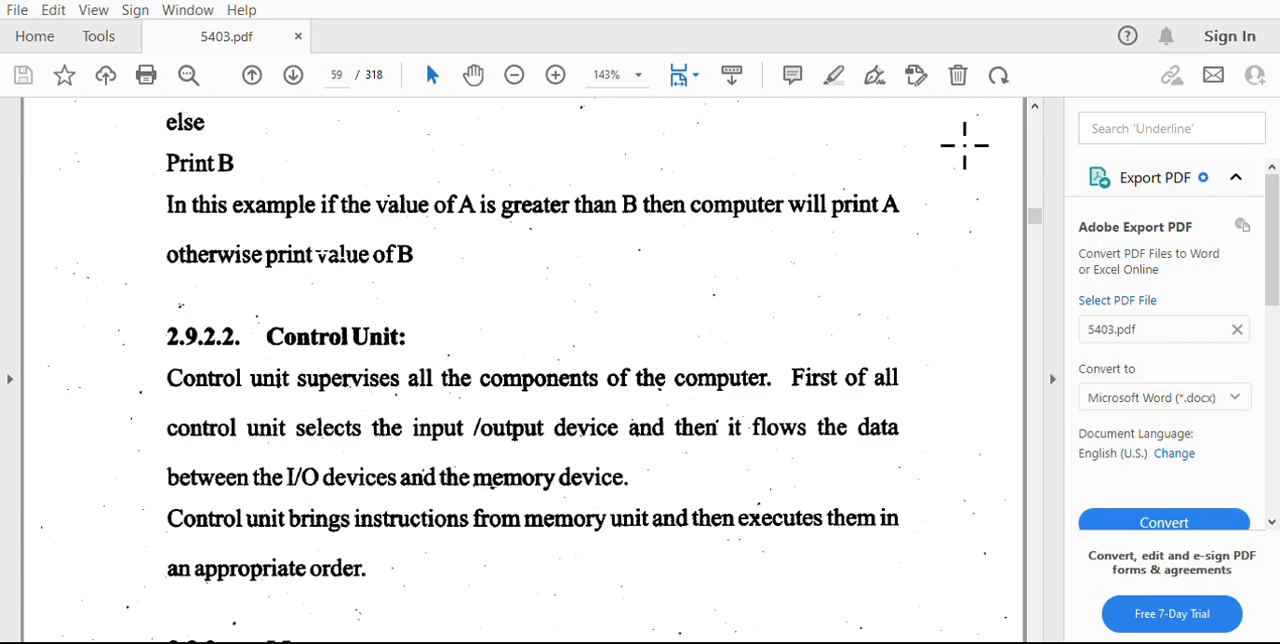 File Edit View Sign Window Help
Home Tools 5403.pdf × Sign In
59 / 318 143%
else
Print B
In this example if the value of A is greater than B then computer will print A
otherwise print value of B
2.9.2.2. Control Unit:
Control unit supervises all the components of the computer. First of all
control unit selects the input /output device and then it flows the data
between the I/O devices and the memory device.
Control unit brings instructions from memory unit and then executes them in
an appropriate order.
Search 'Underline'
Export PDF
Adobe Export PDF
Convert PDF Files to Word
or Excel Online
Select PDF File
5403.pdf
Convert to
Microsoft Word (*.docx)
Document Language:
English (U.S.) Change
Convert
Convert, edit and e-sign PDF
forms & agreements
Free 7-Day Trial